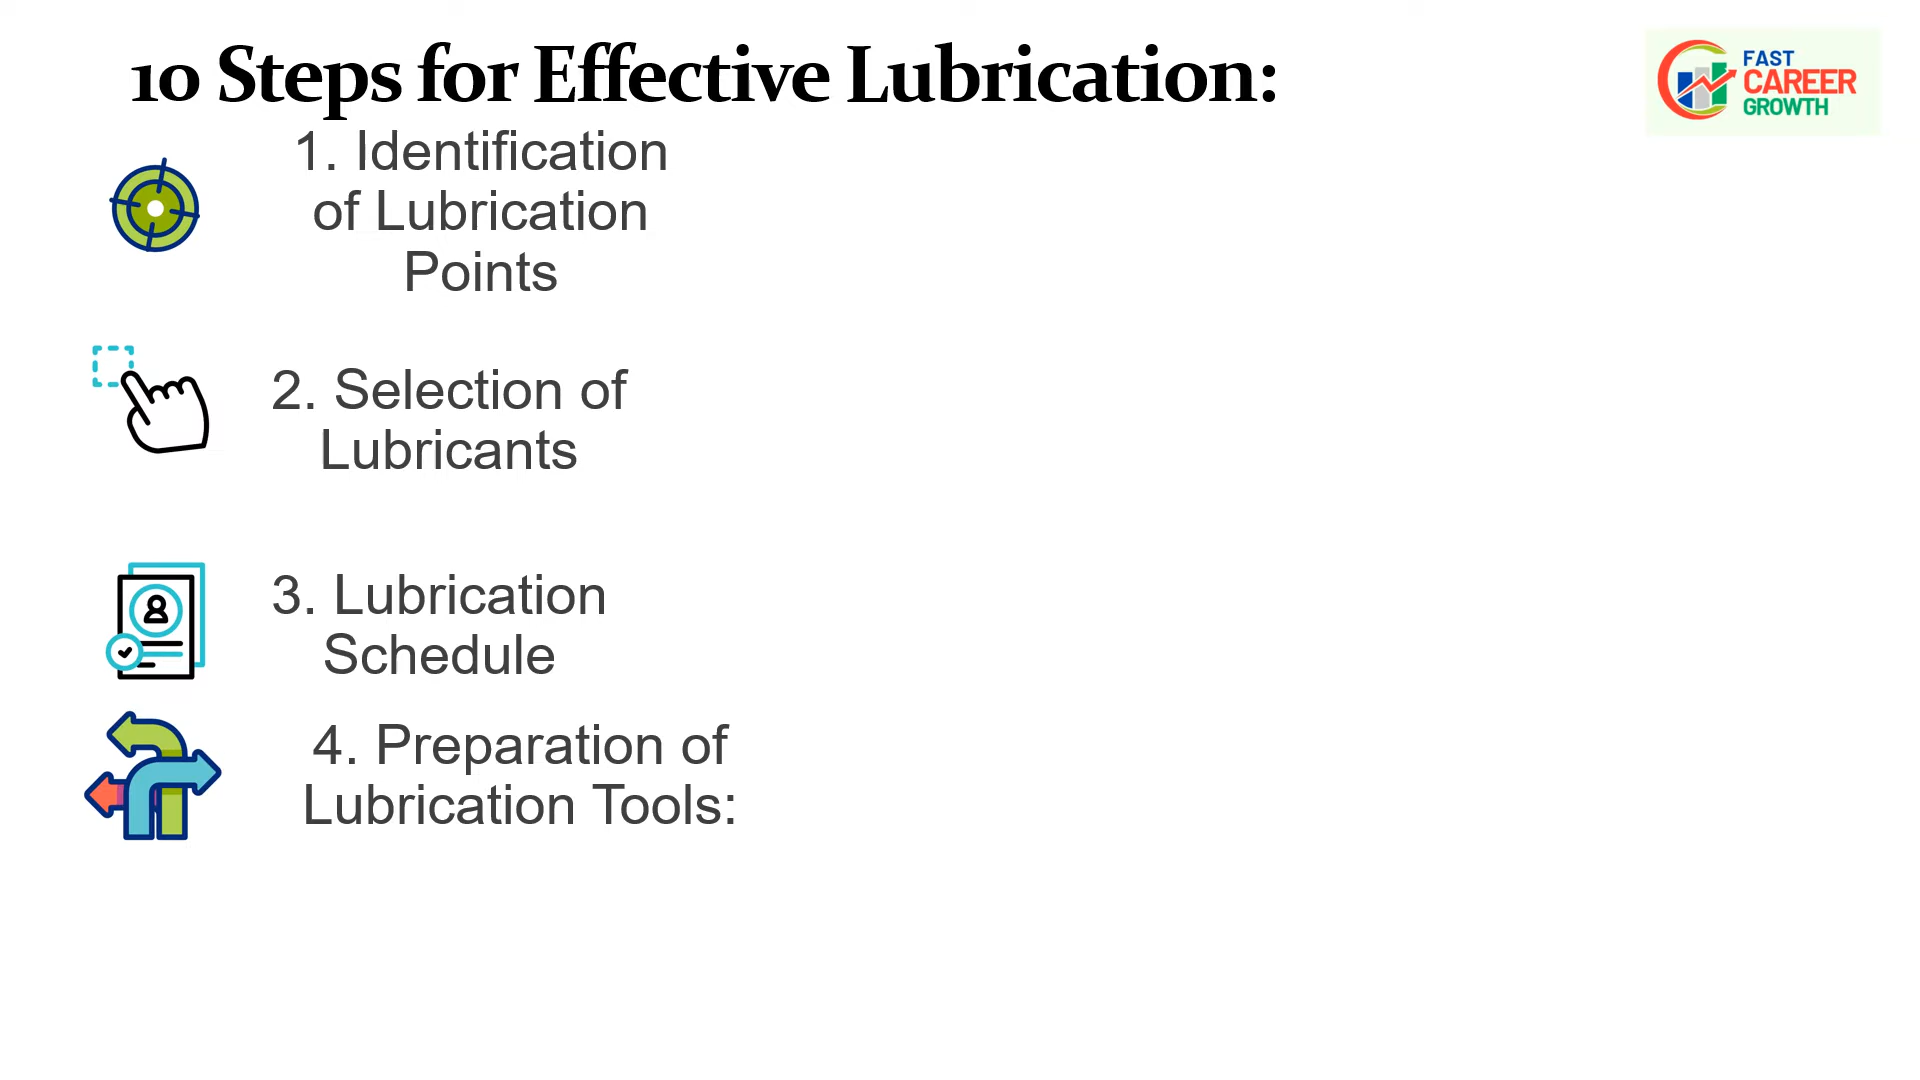 10 Steps for Effective Lubrication:
FAST
CAREER
GROWTH
1. Identification
of Lubrication
Points
2. Selection of
Lubricants
3. Lubrication
Schedule
4. Preparation of
Lubrication Tools: